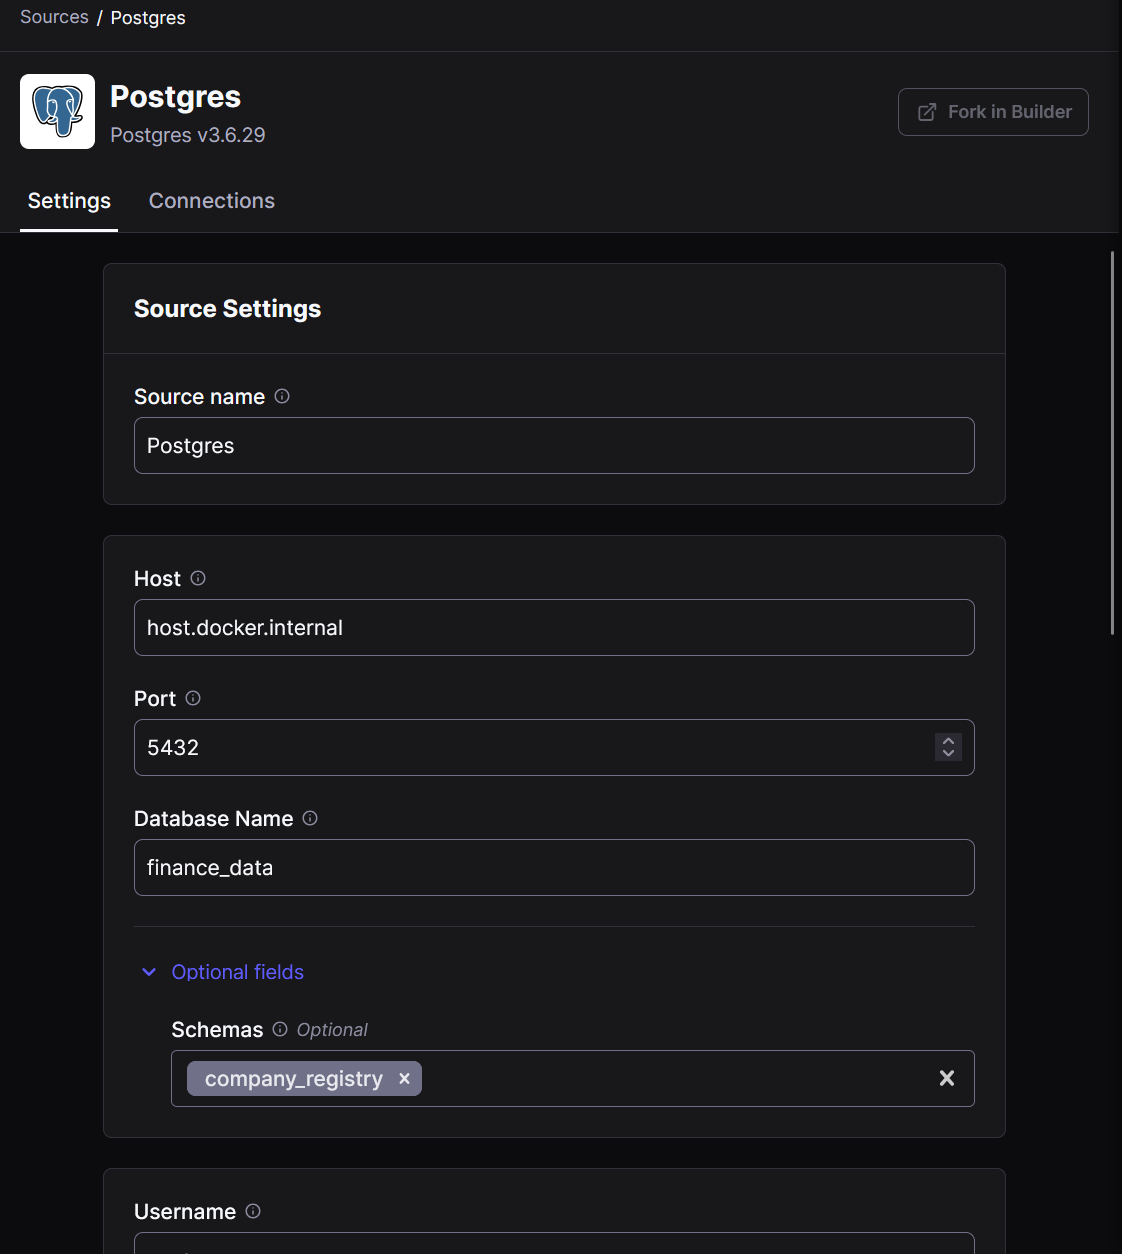 Sources / Postgres
Postgres
Postgres v3.6.29
Fork in Builder
Settings Connections
Source Settings
Source name
Postgres
Host
host.docker.internal
Port
5432
Database Name
finance_data
Optional fields
Schemas Optional
company_registry
Username